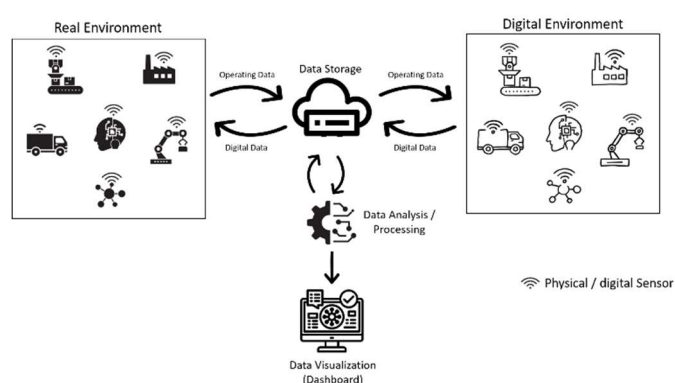 Real Environment
Digital Environment
Operating Data
Data Storage
Operating Data
Digital Data
Digital Data
Data Analysis /
Processing
Physical / digital Sensor
Data Visualization
(Dashboard)